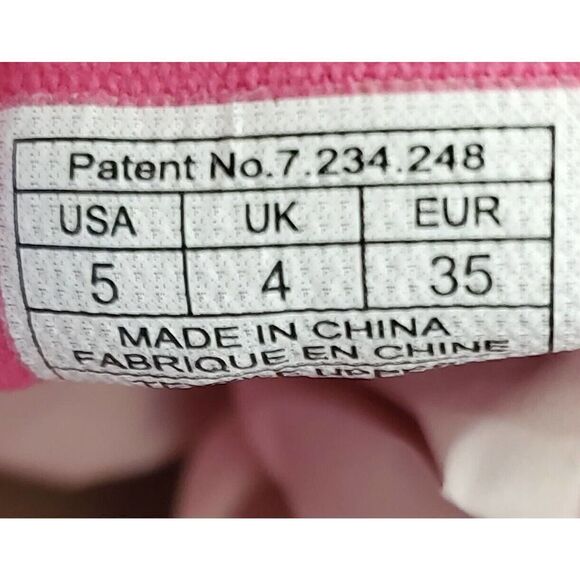 Patent No.7.234.248
USA UK EUR
5 4 35
MADE IN CHINA
FABRIQUE EN CHINE